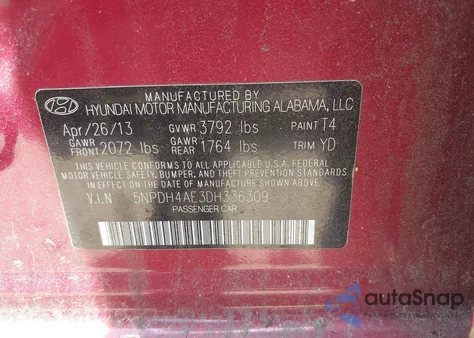 MANUFACTURED BY
HYUNDAI MOTOR MANUFACTURING ALABAMA, LLC
Apr/26/13 GVWR 3792 lbs PAINT T4
GAWR FRONT 2072 lbs GAWR REAR 1764 lbs TRIM YD
THIS VEHICLE CONFORMS TO ALL APPLICABLE U.S.A. FEDERAL
MOTOR VEHICLE SAFETY, BUMPER, AND THEFT PREVENTION
STANDARDS IN EFFECT ON THE DATE OF MANUFACTURE SHOWN ABOVE.
V.I.N 5NPDH4AE3DH336309
PASSENGER CAR
autoSnap